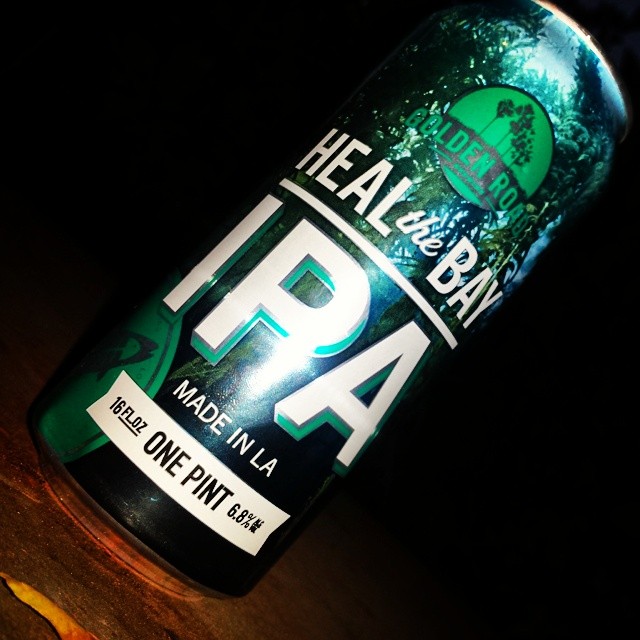 GOLDEN ROAD
HEAL the BAY
IPA
MADE IN LA
16 FL OZ ONE PINT 6.8%